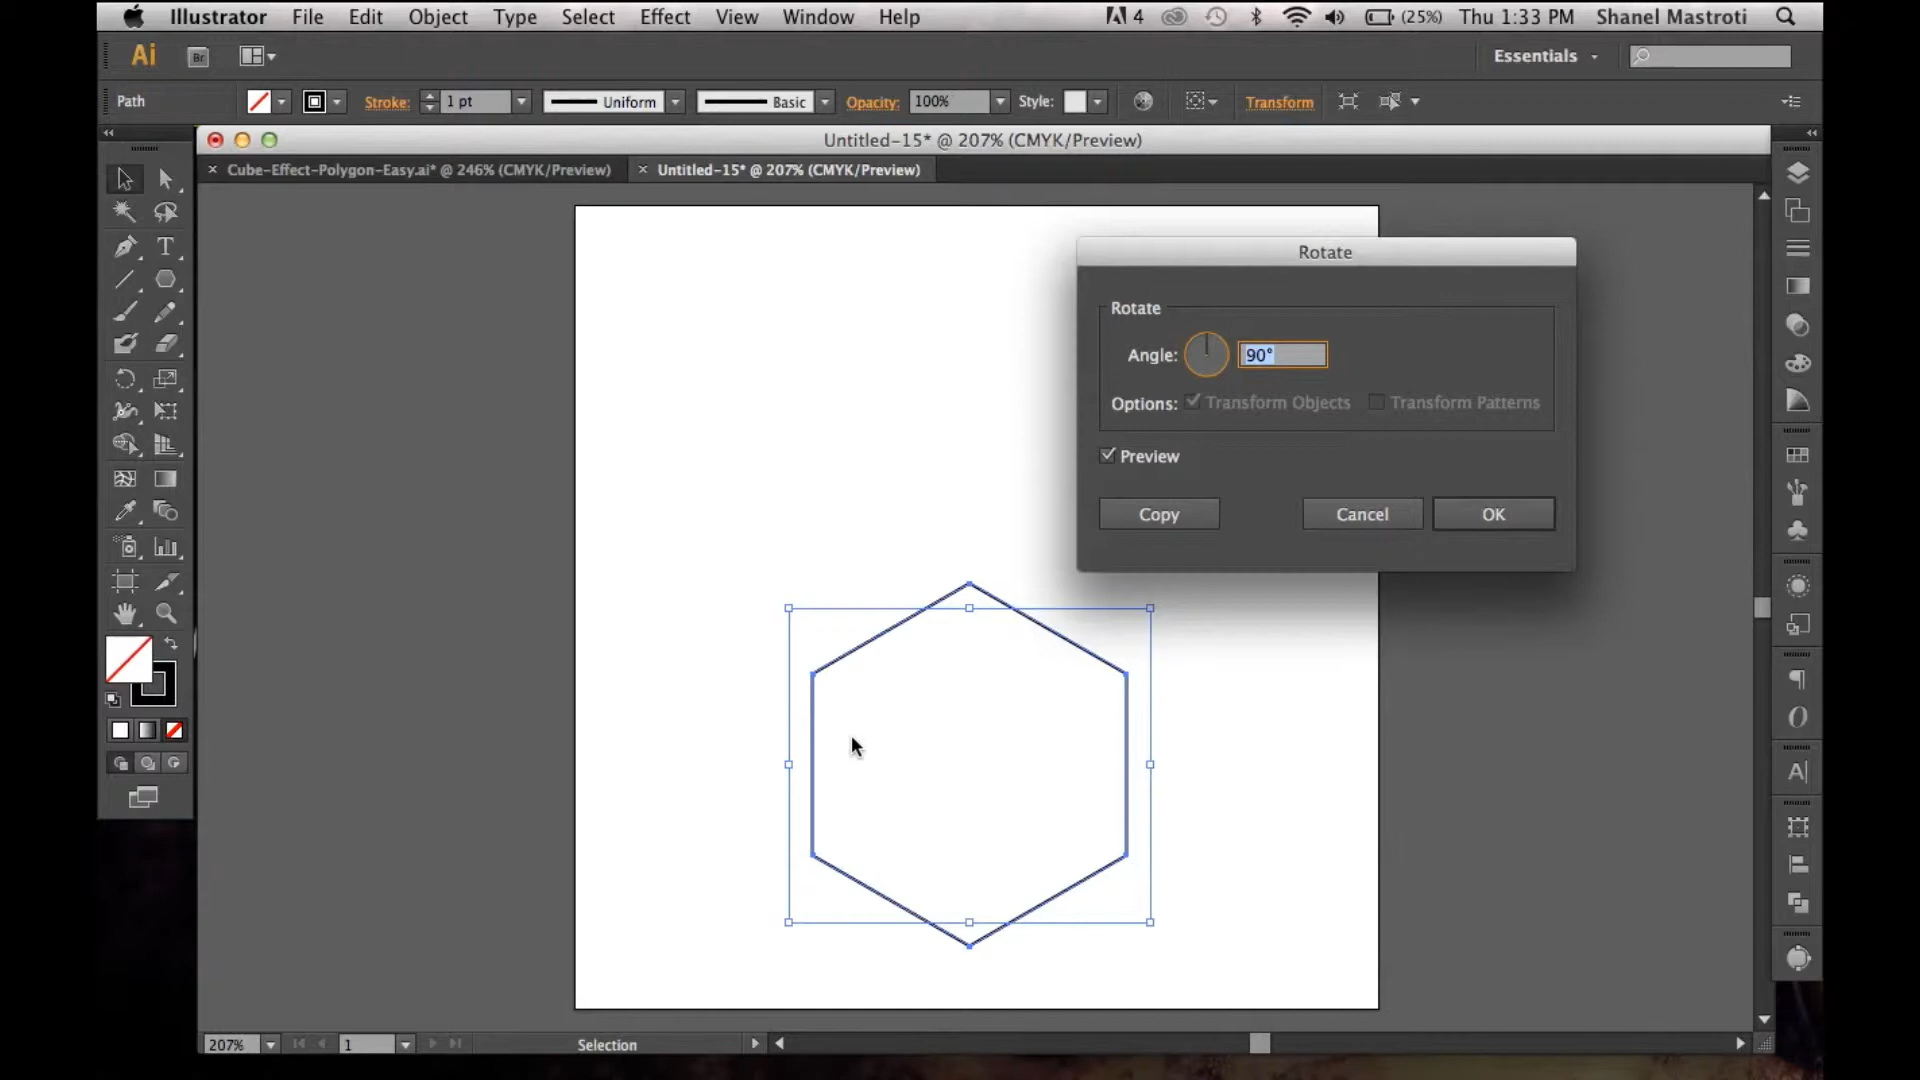 Illustrator File Edit Object Type Select Effect View Window Help 4 (25%) Thu 1:33 PM Shanel Mastroti
Ai Br Essentials
Path Stroke: 1 pt Uniform Basic Opacity: 100% Style: Transform
Untitled-15* @ 207% (CMYK/Preview)
Cube-Effect-Polygon-Easy.ai* @ 246% (CMYK/Preview) Untitled-15* @ 207% (CMYK/Preview)
Rotate
Rotate
Angle: 90°
Options: Transform Objects Transform Patterns
Preview
Copy Cancel OK
207% 1 Selection